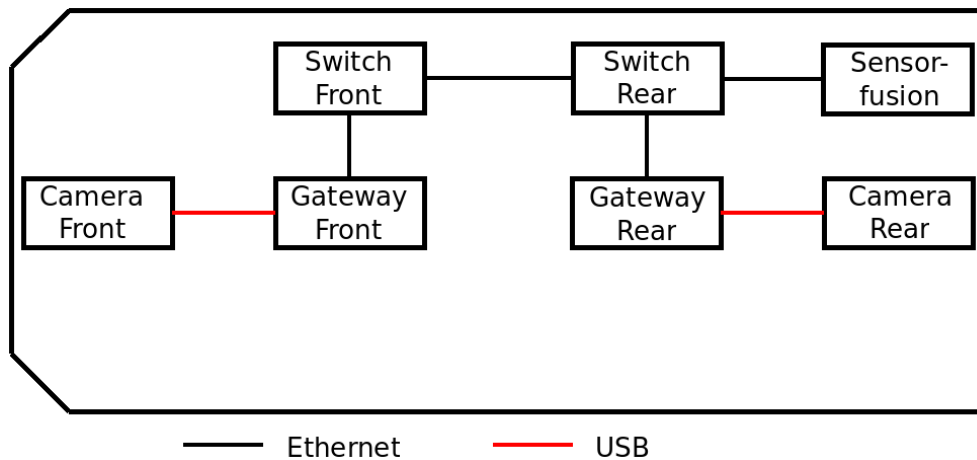 Switch
Front
Switch
Rear
Sensor-
fusion
Camera
Front
Gateway
Front
Gateway
Rear
Camera
Rear
Ethernet
USB